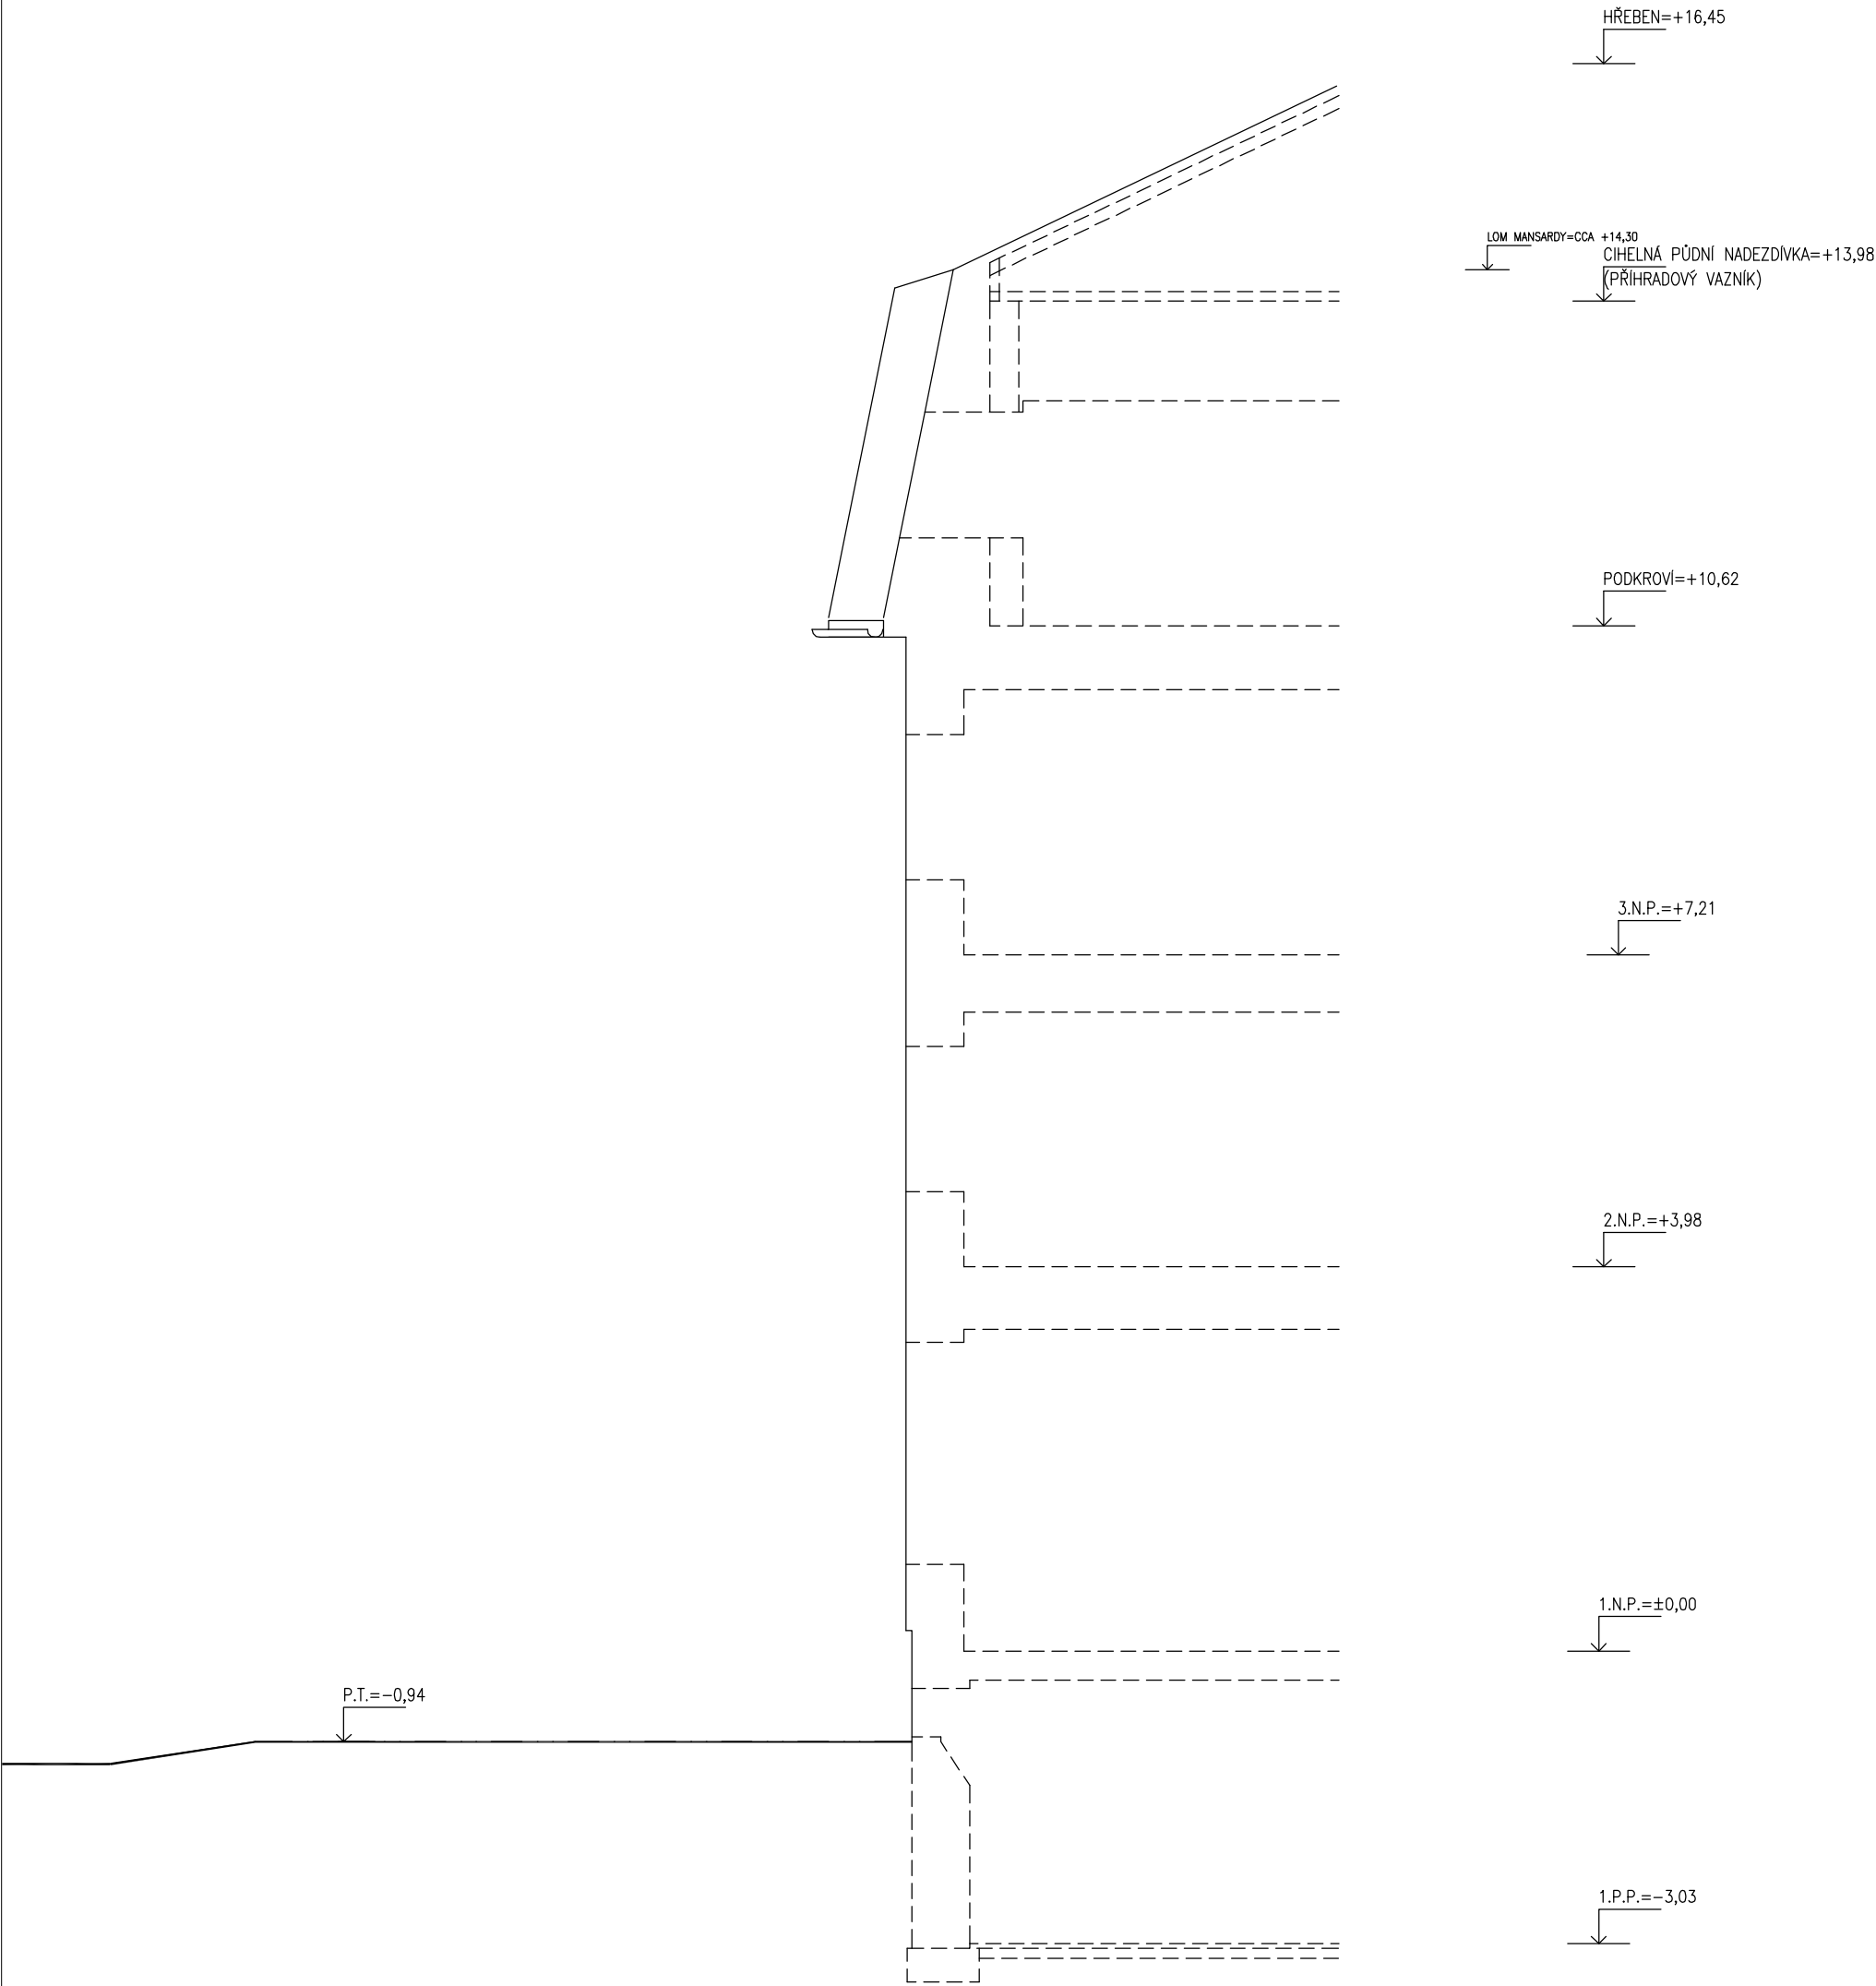 HŘEBEN=+16,45
LOM MANSARDY=CCA +14,30
CIHELNÁ PŮDNÍ NADEZDÍVKA=+13,98
(PŘÍHRADOVÝ VAZNÍK)
PODKROVÍ=+10,62
3.N.P.=+7,21
2.N.P.=+3,98
1.N.P.=±0,00
P.T.=−0,94
1.P.P.=−3,03